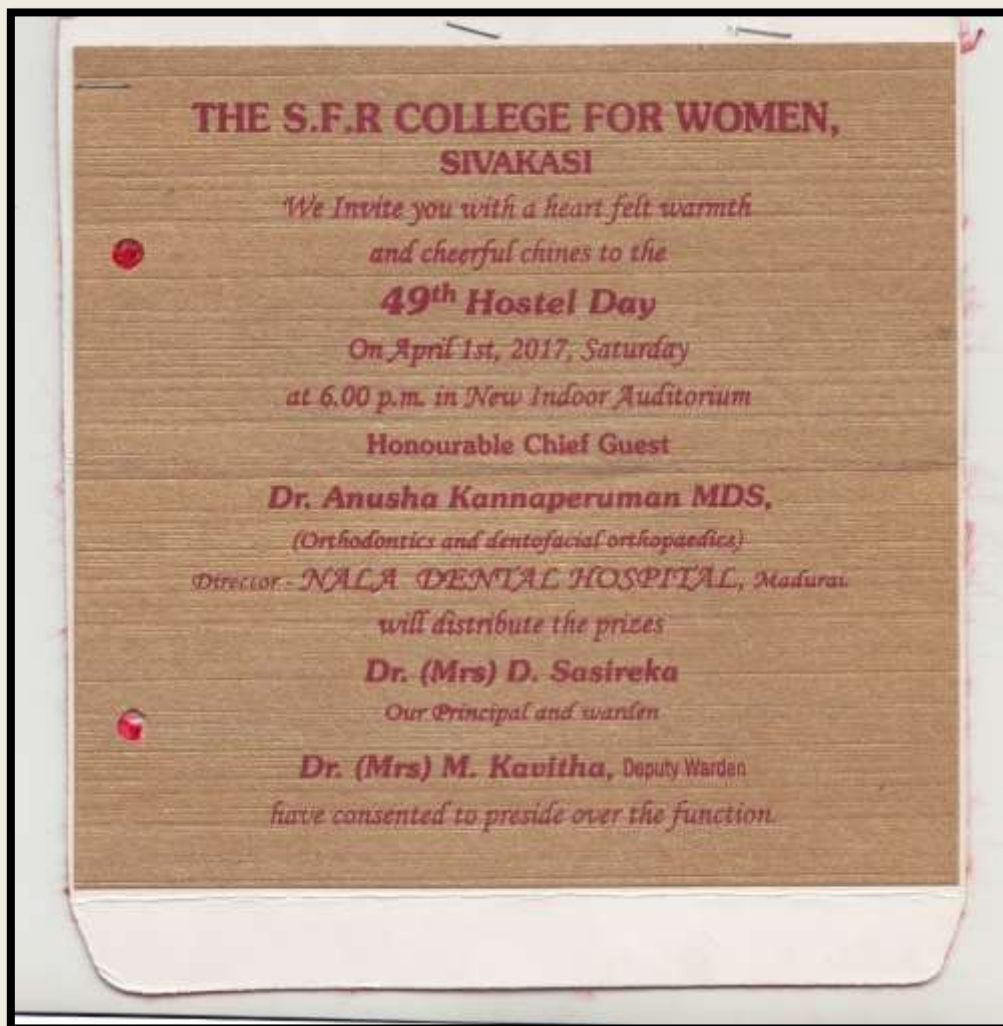 THE S.F.R COLLEGE FOR WOMEN,
SIVAKASI
We Invite you with a heart felt warmth
and cheerful chines to the
49th Hostel Day
On April 1st, 2017, Saturday
at 6.00 p.m. in New Indoor Auditorium
Honourable Chief Guest
Dr. Anusha Kannaperuman MDS,
(Orthodontics and dentofacial orthopaedics)
Director - NALA DENTAL HOSPITAL, Madurai.
will distribute the prizes
Dr. (Mrs) D. Sasireka
Our Principal and warden
Dr. (Mrs) M. Kavitha, Deputy Warden
have consented to preside over the function.